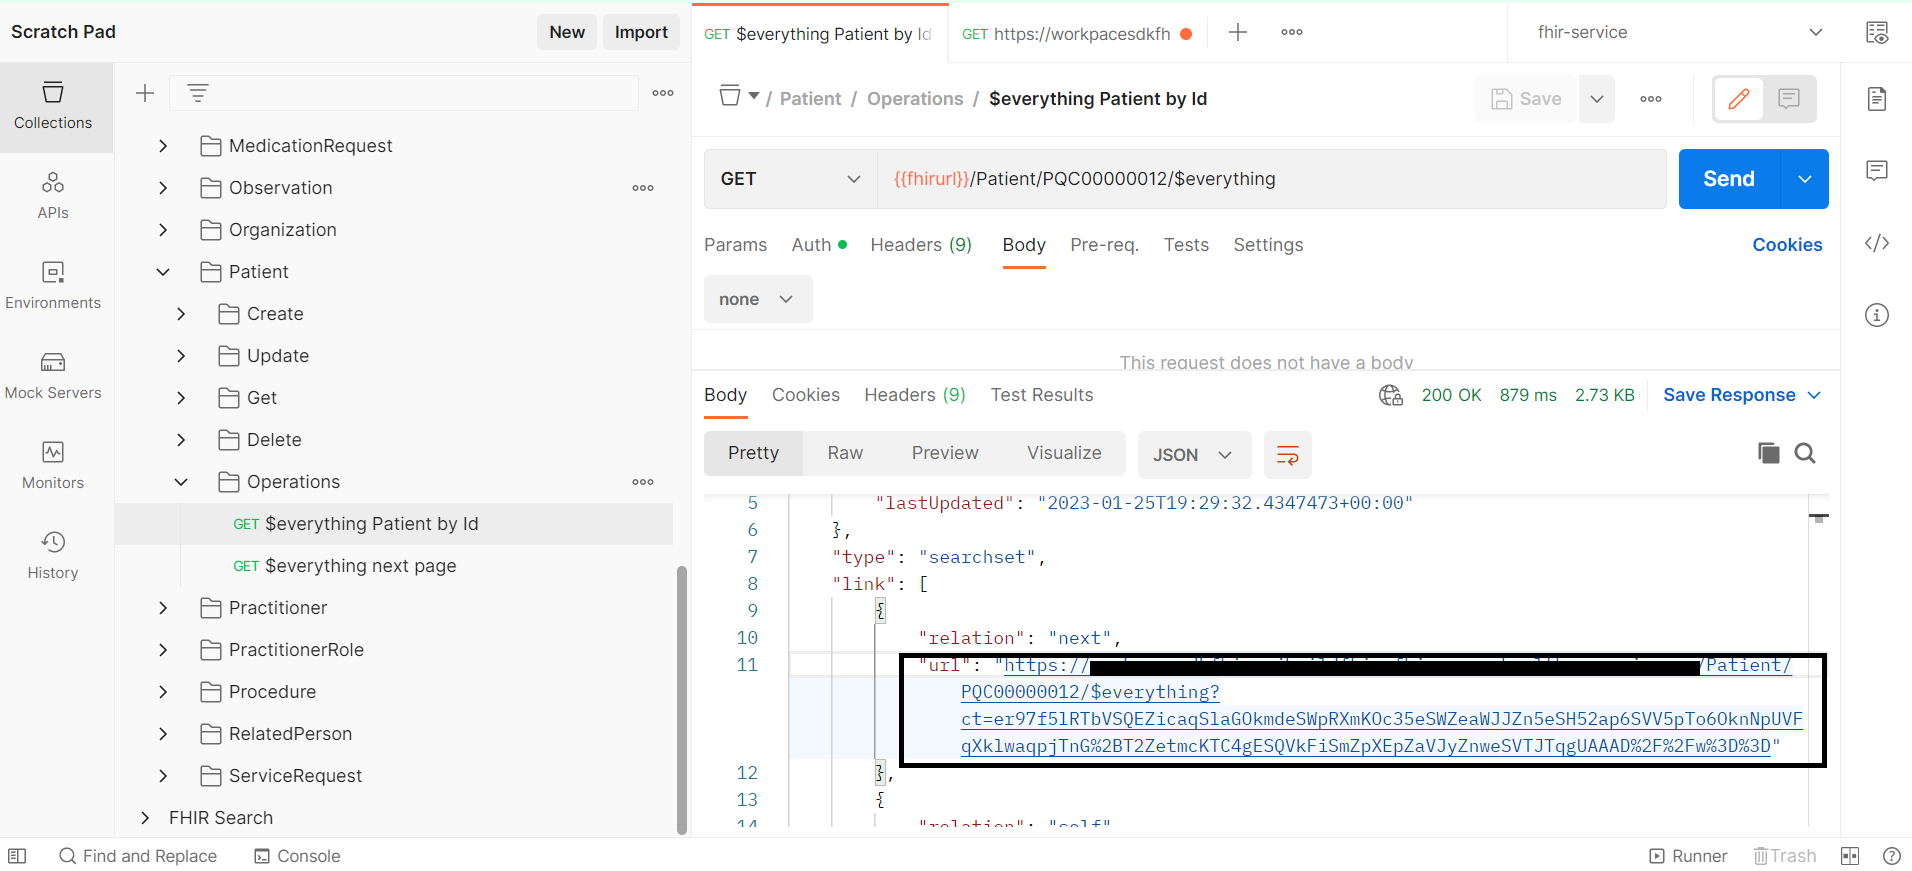 Scratch Pad
New
Import
GET $everything Patient by Id
GET https://workpacesdkfh
fhir-service
Collections
APIs
Environments
Mock Servers
Monitors
History
MedicationRequest
Observation
Organization
Patient
Create
Update
Get
Delete
Operations
GET $everything Patient by Id
GET $everything next page
Practitioner
PractitionerRole
Procedure
RelatedPerson
ServiceRequest
FHIR Search
/ Patient / Operations / $everything Patient by Id
Save
GET
{{fhirurl}}/Patient/PQC00000012/$everything
Send
Params Auth Headers (9) Body Pre-req. Tests Settings
Cookies
none
This request does not have a body
Body Cookies Headers (9) Test Results
200 OK 879 ms 2.73 KB Save Response
Pretty Raw Preview Visualize JSON
5 "lastUpdated": "2023-01-25T19:29:32.4347473+00:00"
6 },
7 "type": "searchset",
8 "link": [
9 {
10 "relation": "next",
11 "url": "https:// /Patient/
PQC00000012/$everything?
ct=er97f5lRTbVSQEZicaqSlaGOkmdeSWpRXmKOc35eSWZeaWJJZn5eSH52ap6SVV5pTo6OknNpUVF
qXklwaqpjTnG%2BT2ZetmcKTC4gESQVkFiSmZpXEpZaVJyZnweSVTJTqgUAAAD%2F%2Fw%3D%3D"
12 },
13 {
14 "relation": "self"
Find and Replace
Console
Runner
Trash